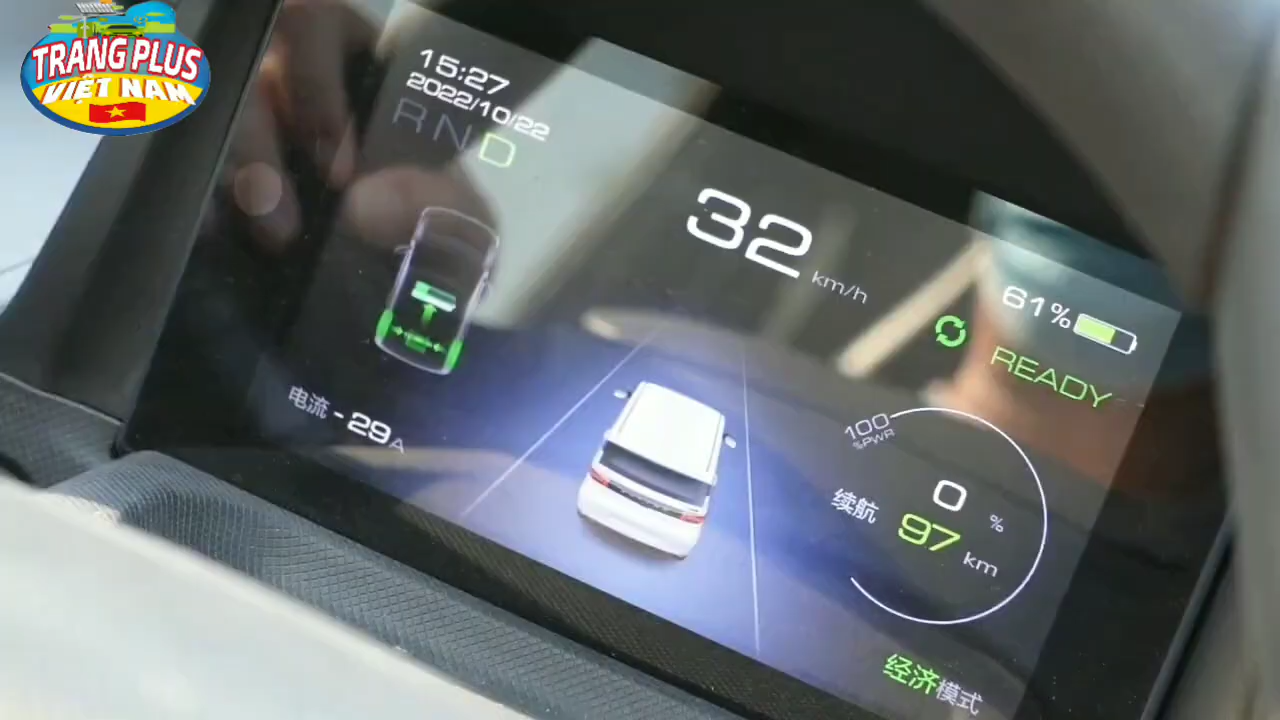 TRANG PLUS
VIỆT NAM
15:27
2022/10/22
R N D
32 km/h
61%
READY
电流 -29A
100
%PWR
0 %
续航 97 km
经济模式